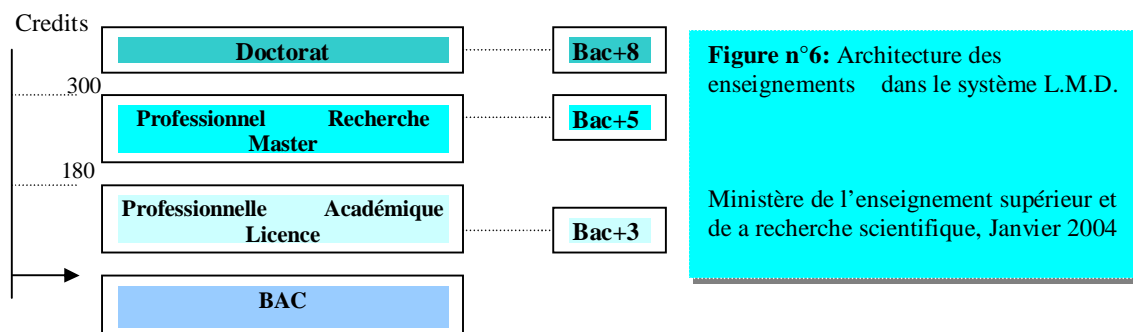 Credits
Doctorat
Bac+8
300
Professionnel Recherche
Master
Bac+5
180
Professionnelle Académique
Licence
Bac+3
BAC
Figure n°6: Architecture des
enseignements dans le système L.M.D.
Ministère de l’enseignement supérieur et
de a recherche scientifique, Janvier 2004